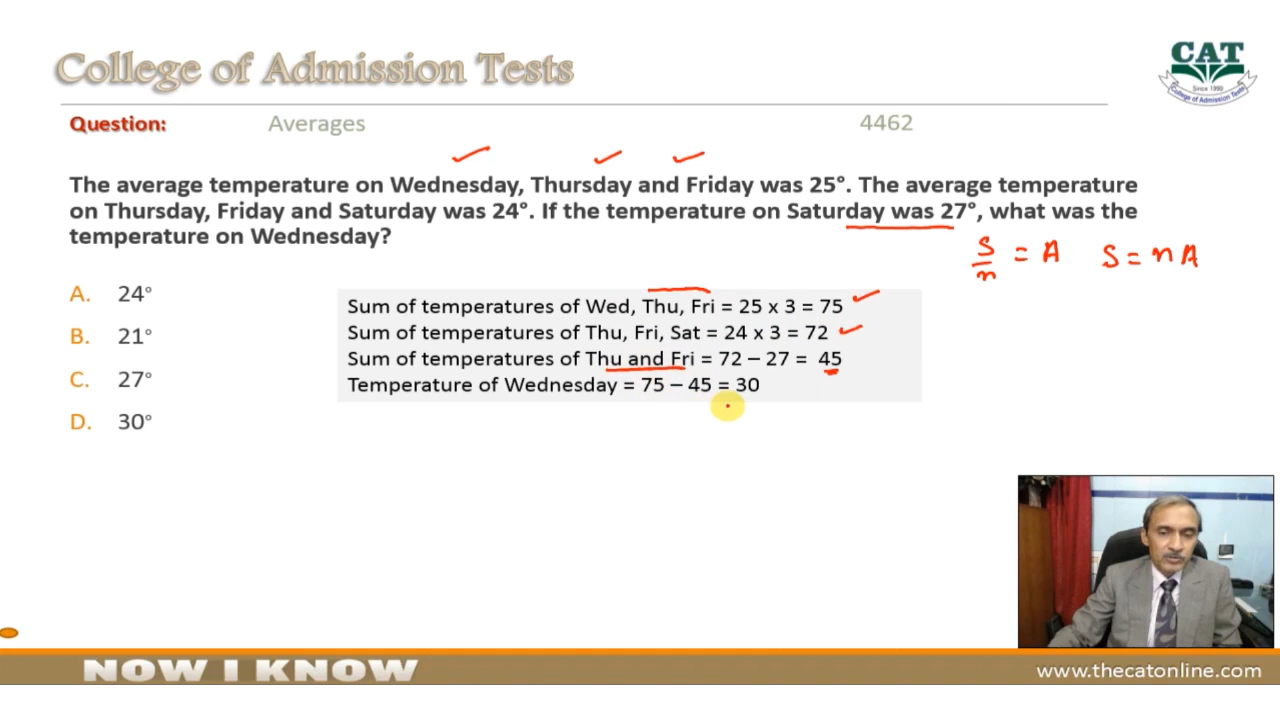 College of Admission Tests
CAT
Since 1990
College of Admission Tests
Question: Averages 4462
The average temperature on Wednesday, Thursday and Friday was 25°. The average temperature
on Thursday, Friday and Saturday was 24°. If the temperature on Saturday was 27°, what was the
temperature on Wednesday?
S/n = A S = n A
A. 24°
B. 21°
C. 27°
D. 30°
Sum of temperatures of Wed, Thu, Fri = 25 x 3 = 75
Sum of temperatures of Thu, Fri, Sat = 24 x 3 = 72
Sum of temperatures of Thu and Fri = 72 – 27 = 45
Temperature of Wednesday = 75 – 45 = 30
NOW I KNOW
www.thecatonline.com